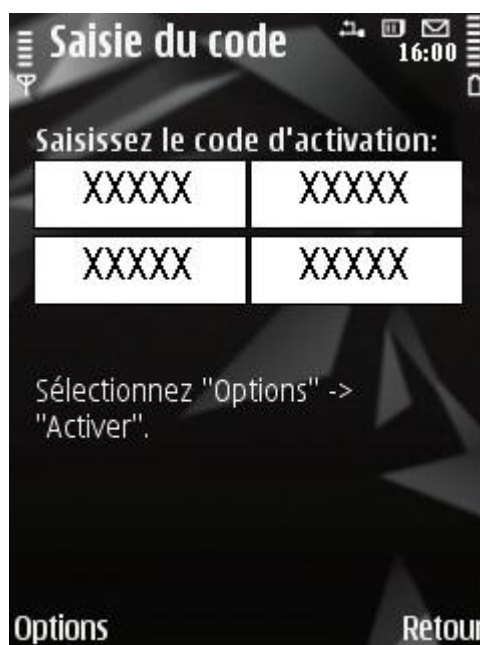 Saisie du code
16:00
Saisissez le code d'activation:
XXXXX XXXXX
XXXXX XXXXX
Sélectionnez "Options" ->
"Activer".
Options Retour